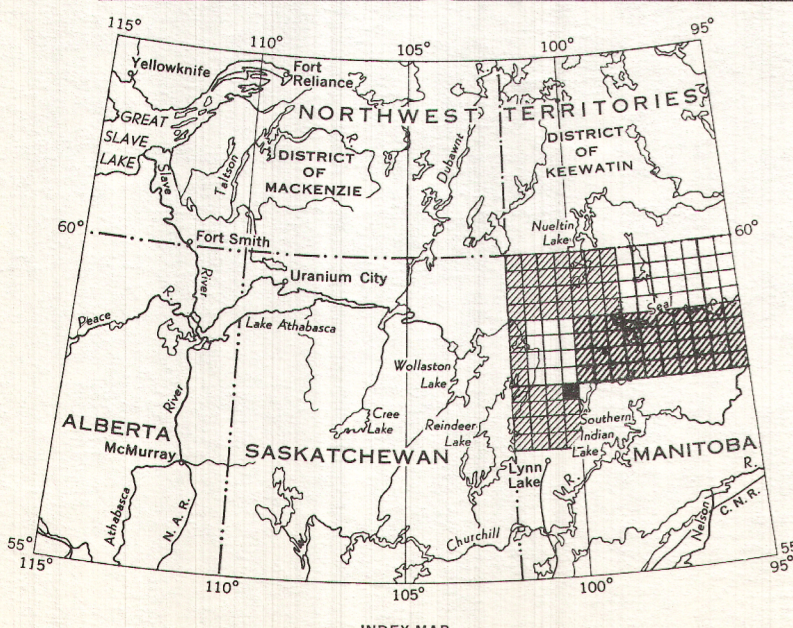 115°
110°
105°
100°
95°
Yellowknife
Fort
Reliance
NORTHWEST TERRITORIES
GREAT
SLAVE
LAKE
Slave
Taltson
R.
DISTRICT
OF
MACKENZIE
Dubawnt
R.
DISTRICT
OF
KEEWATIN
Nueltin
Lake
60°
60°
Fort Smith
River
Uranium City
Seal
R.
Peace
R.
Lake Athabasca
Wollaston
Lake
River
Cree
Lake
Reindeer
Lake
Southern
Indian
Lake
ALBERTA
McMurray
SASKATCHEWAN
MANITOBA
Lynn
Lake
R.
R.
Athabasca
N. A. R.
Churchill
Nelson
C.N.R.
55°
115°
110°
105°
100°
55
95°
INDEX MAP